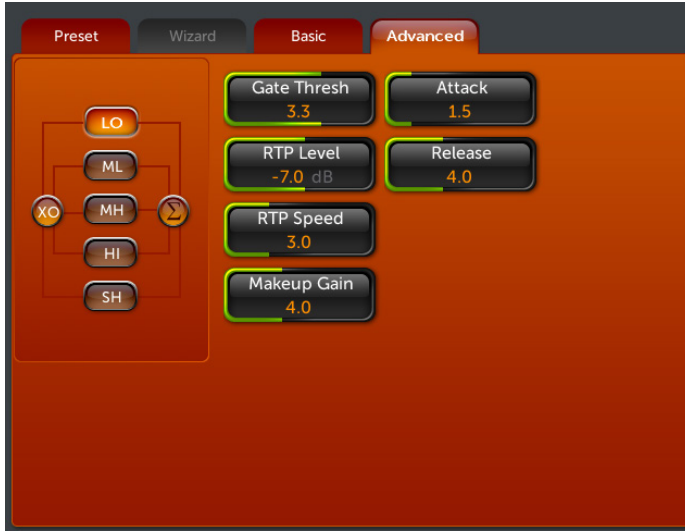 Preset Wizard Basic Advanced
LO
ML
XO MH Σ
HI
SH
Gate Thresh
3.3
Attack
1.5
RTP Level
-7.0 dB
Release
4.0
RTP Speed
3.0
Makeup Gain
4.0